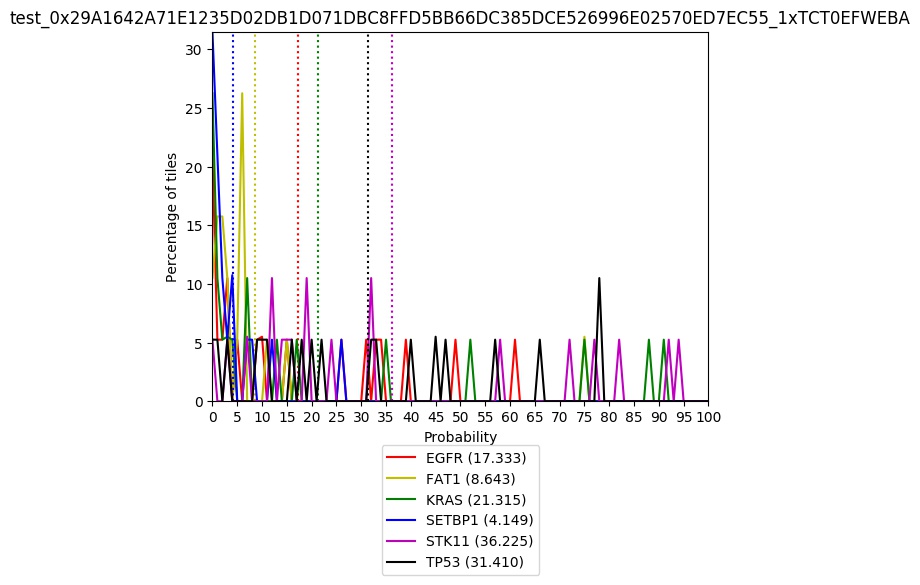 test_0x29A1642A71E1235D02DB1D071DBC8FFD5BB66DC385DCE526996E02570ED7EC55_1xTCT0EFWEBA
30
25
20
15
10
5
0
Percentage of tiles
0 5 10 15 20 25 30 35 40 45 50 55 60 65 70 75 80 85 90 95 100
Probability
EGFR (17.333)
FAT1 (8.643)
KRAS (21.315)
SETBP1 (4.149)
STK11 (36.225)
TP53 (31.410)